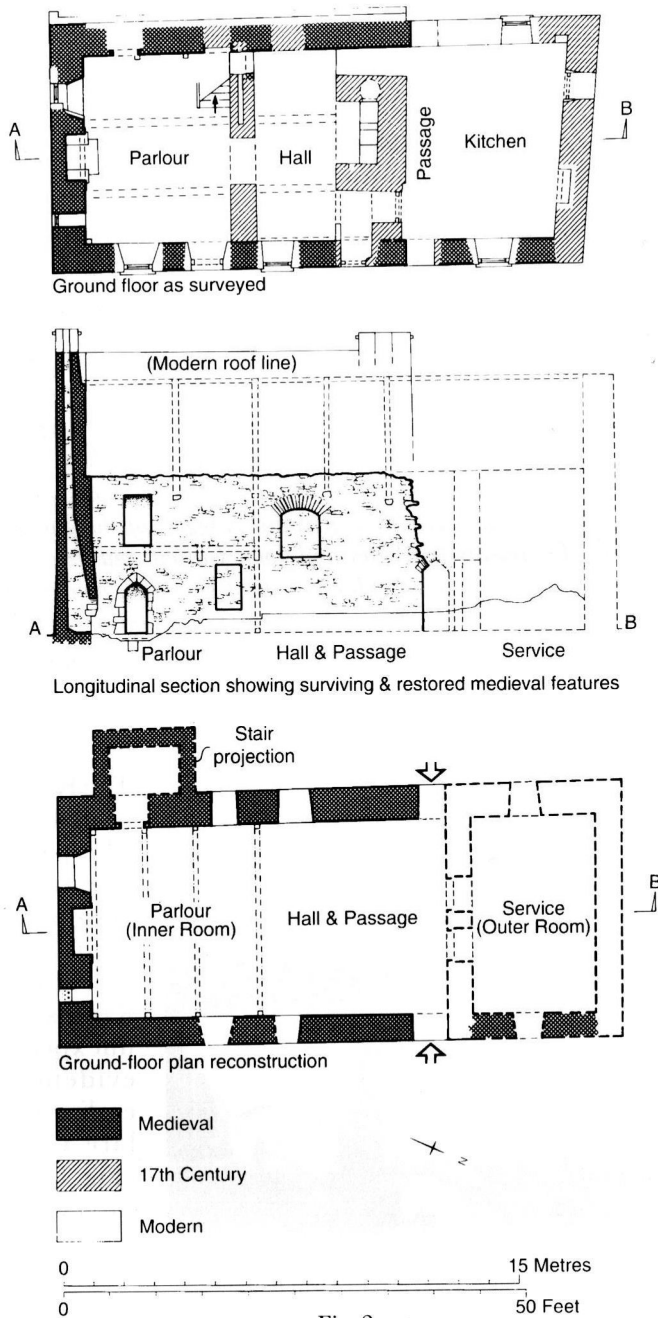 A
Parlour
Hall
Passage
Kitchen
B
Ground floor as surveyed
(Modern roof line)
A
B
Parlour
Hall & Passage
Service
Longitudinal section showing surviving & restored medieval features
Stair
projection
A
Parlour
(Inner Room)
Hall & Passage
Service
(Outer Room)
B
Ground-floor plan reconstruction
Medieval
17th Century
Modern
N
0
15 Metres
0
50 Feet